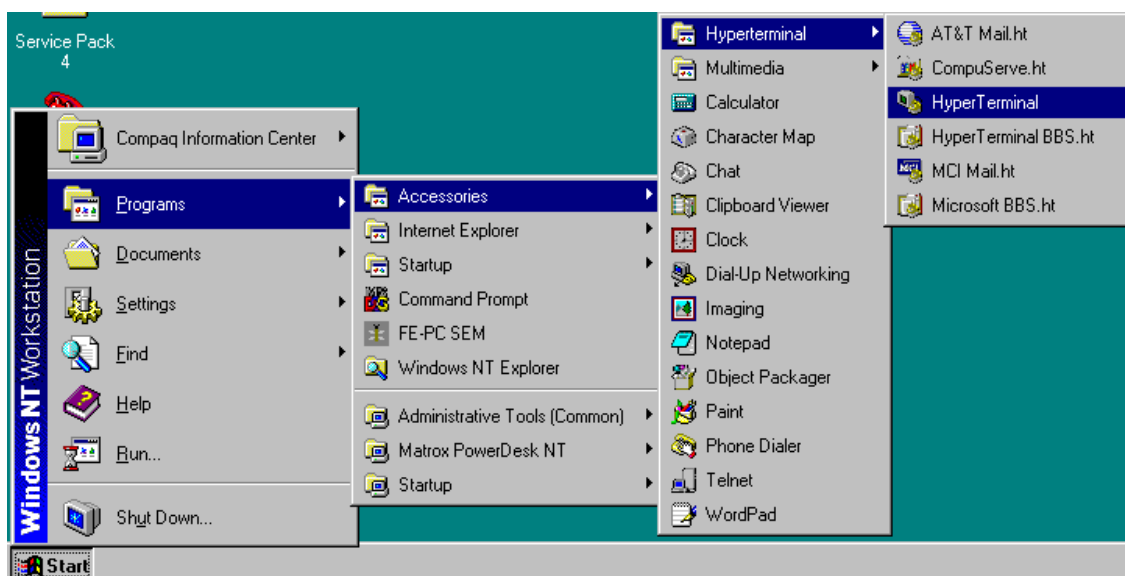 Service Pack
4
Compaq Information Center
Programs
Documents
Settings
Find
Help
Run...
Shut Down...
Windows NT Workstation
Start
Accessories
Internet Explorer
Startup
Command Prompt
FE-PC SEM
Windows NT Explorer
Administrative Tools (Common)
Matrox PowerDesk NT
Startup
Hyperterminal
Multimedia
Calculator
Character Map
Chat
Clipboard Viewer
Clock
Dial-Up Networking
Imaging
Notepad
Object Packager
Paint
Phone Dialer
Telnet
WordPad
AT&T Mail.ht
CompuServe.ht
HyperTerminal
HyperTerminal BBS.ht
MCI Mail.ht
Microsoft BBS.ht